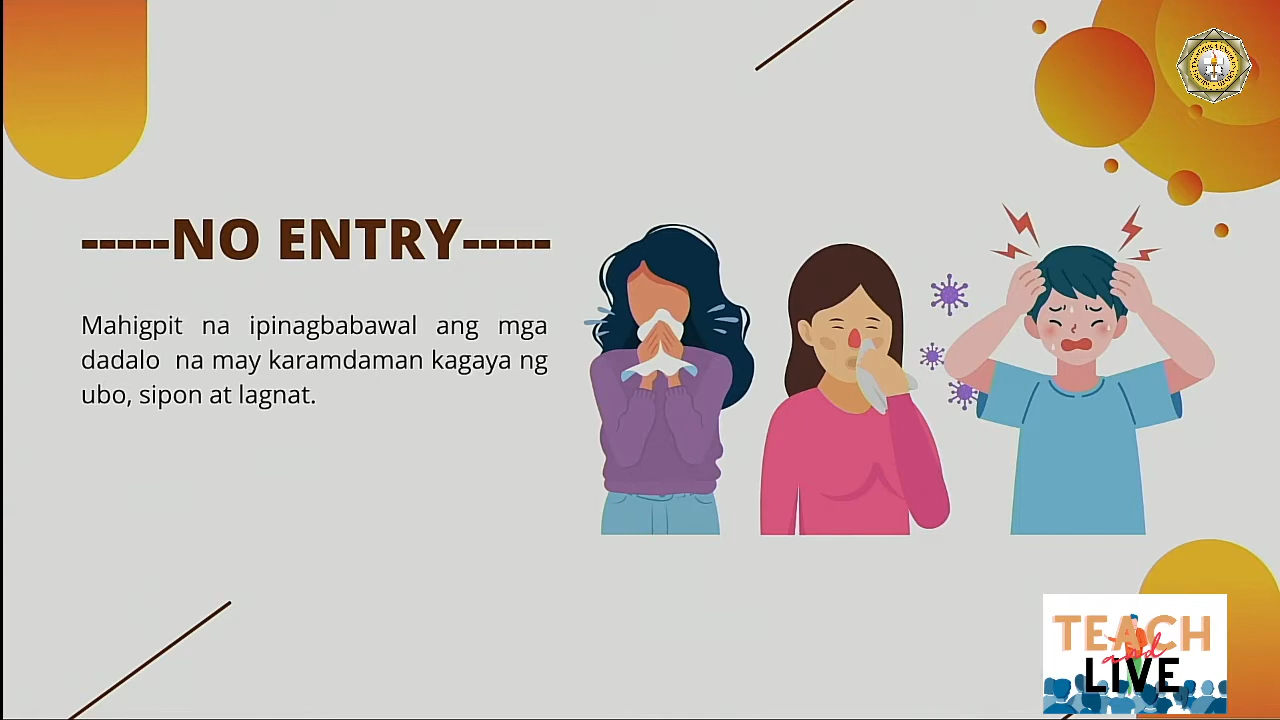 -----NO ENTRY-----
Mahigpit na ipinagbabawal ang mga
dadalo na may karamdaman kagaya ng
ubo, sipon at lagnat.
TEACH
and
LIVE